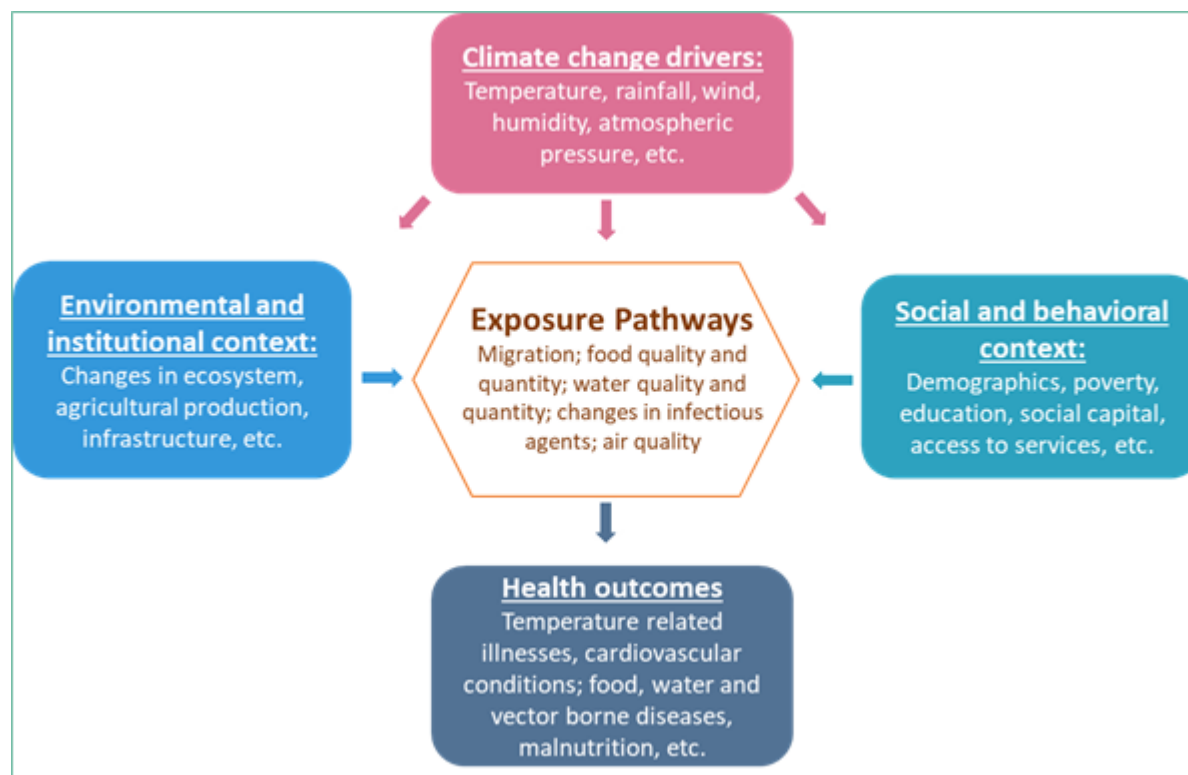 Climate change drivers:
Temperature, rainfall, wind,
humidity, atmospheric
pressure, etc.
Environmental and
institutional context:
Changes in ecosystem,
agricultural production,
infrastructure, etc.
Exposure Pathways
Migration; food quality and
quantity; water quality and
quantity; changes in infectious
agents; air quality
Social and behavioral
context:
Demographics, poverty,
education, social capital,
access to services, etc.
Health outcomes
Temperature related
illnesses, cardiovascular
conditions; food, water and
vector borne diseases,
malnutrition, etc.